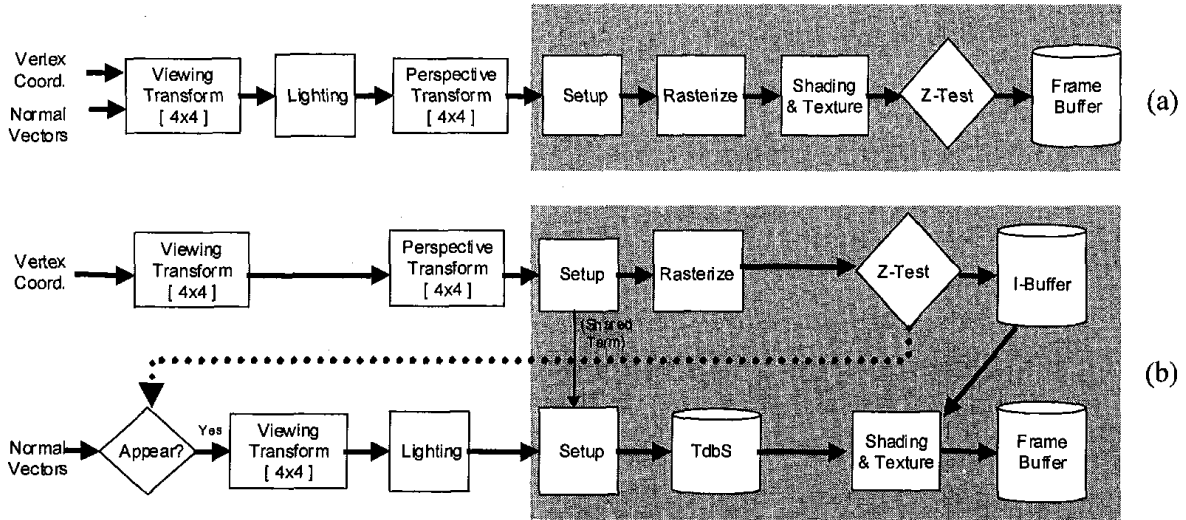 Vertex
Coord.
Normal
Vectors
Viewing
Transform
[ 4x4 ]
Lighting
Perspective
Transform
[ 4x4 ]
Setup
Rasterize
Shading
& Texture
Z-Test
Frame
Buffer
(a)
Vertex
Coord.
Viewing
Transform
[ 4x4 ]
Perspective
Transform
[ 4x4 ]
Setup
Rasterize
Z-Test
I-Buffer
(Shared
Term)
(b)
Normal
Vectors
Appear?
Yes
Viewing
Transform
[ 4x4 ]
Lighting
Setup
TdbS
Shading
& Texture
Frame
Buffer